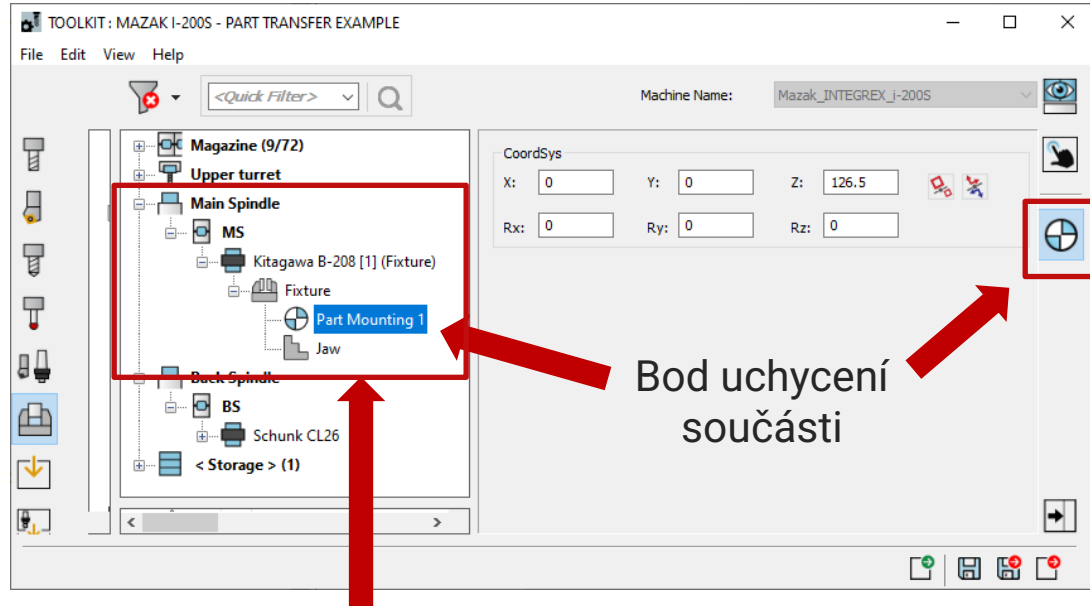 TOOLKIT : MAZAK I-200S - PART TRANSFER EXAMPLE
File Edit View Help
<Quick Filter>
Machine Name: Mazak_INTEGREX_i-200S
Magazine (9/72)
Upper turret
Main Spindle
MS
Kitagawa B-208 [1] (Fixture)
Fixture
Part Mounting 1
Jaw
Back Spindle
BS
Schunk CL26
< Storage > (1)
CoordSys
X: 0 Y: 0 Z: 126.5
Rx: 0 Ry: 0 Rz: 0
Bod uchycení
součásti